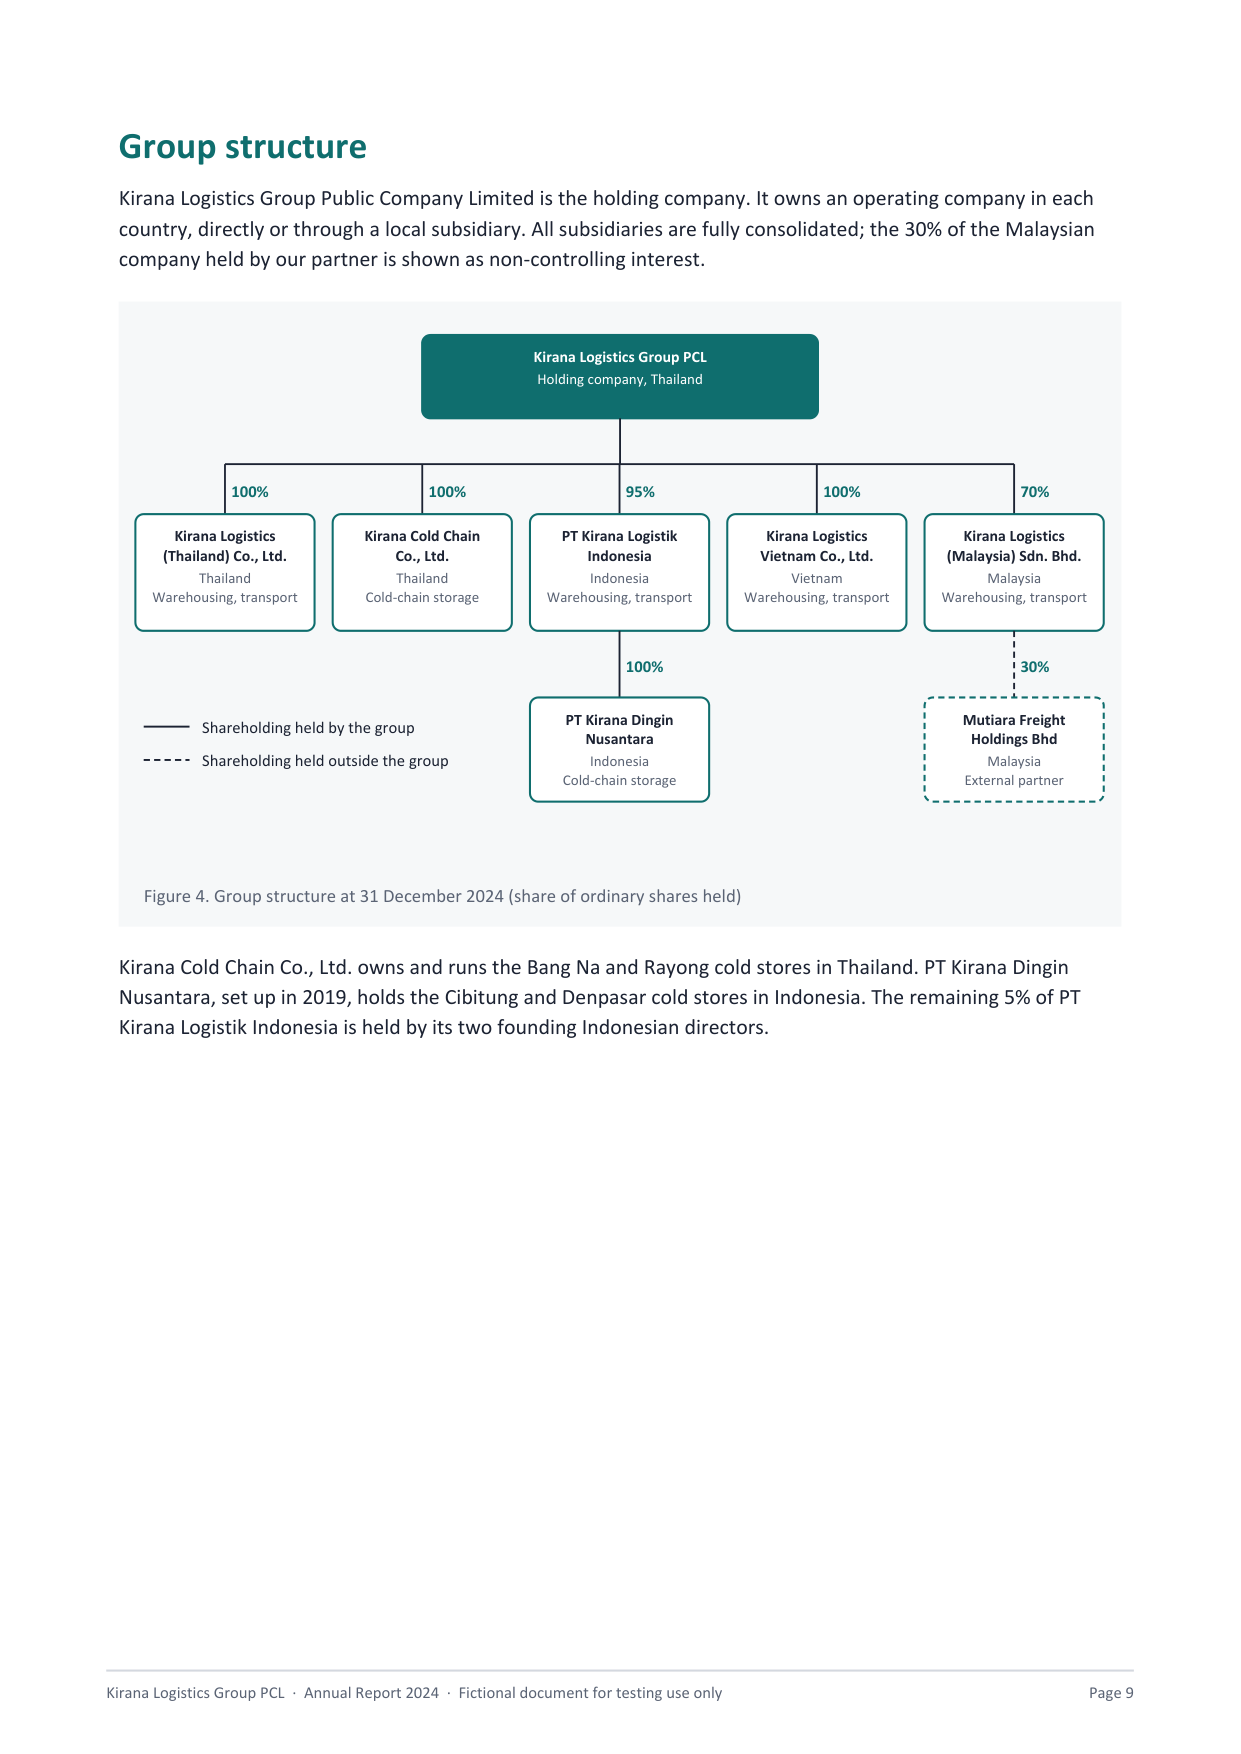 Group structure
Kirana Logistics Group Public Company Limited is the holding company. It owns an operating company in each
country, directly or through a local subsidiary. All subsidiaries are fully consolidated; the 30% of the Malaysian
company held by our partner is shown as non-controlling interest.
Kirana Logistics Group PCL
Holding company, Thailand
100%
100%
95%
100%
70%
Kirana Logistics
(Thailand) Co., Ltd.
Thailand
Warehousing, transport
Kirana Cold Chain
Co., Ltd.
Thailand
Cold-chain storage
PT Kirana Logistik
Indonesia
Indonesia
Warehousing, transport
Kirana Logistics
Vietnam Co., Ltd.
Vietnam
Warehousing, transport
Kirana Logistics
(Malaysia) Sdn. Bhd.
Malaysia
Warehousing, transport
100%
30%
PT Kirana Dingin
Nusantara
Indonesia
Cold-chain storage
Mutiara Freight
Holdings Bhd
Malaysia
External partner
Shareholding held by the group
Shareholding held outside the group
Figure 4. Group structure at 31 December 2024 (share of ordinary shares held)
Kirana Cold Chain Co., Ltd. owns and runs the Bang Na and Rayong cold stores in Thailand. PT Kirana Dingin
Nusantara, set up in 2019, holds the Cibitung and Denpasar cold stores in Indonesia. The remaining 5% of PT
Kirana Logistik Indonesia is held by its two founding Indonesian directors.
Kirana Logistics Group PCL · Annual Report 2024 · Fictional document for testing use only
Page 9